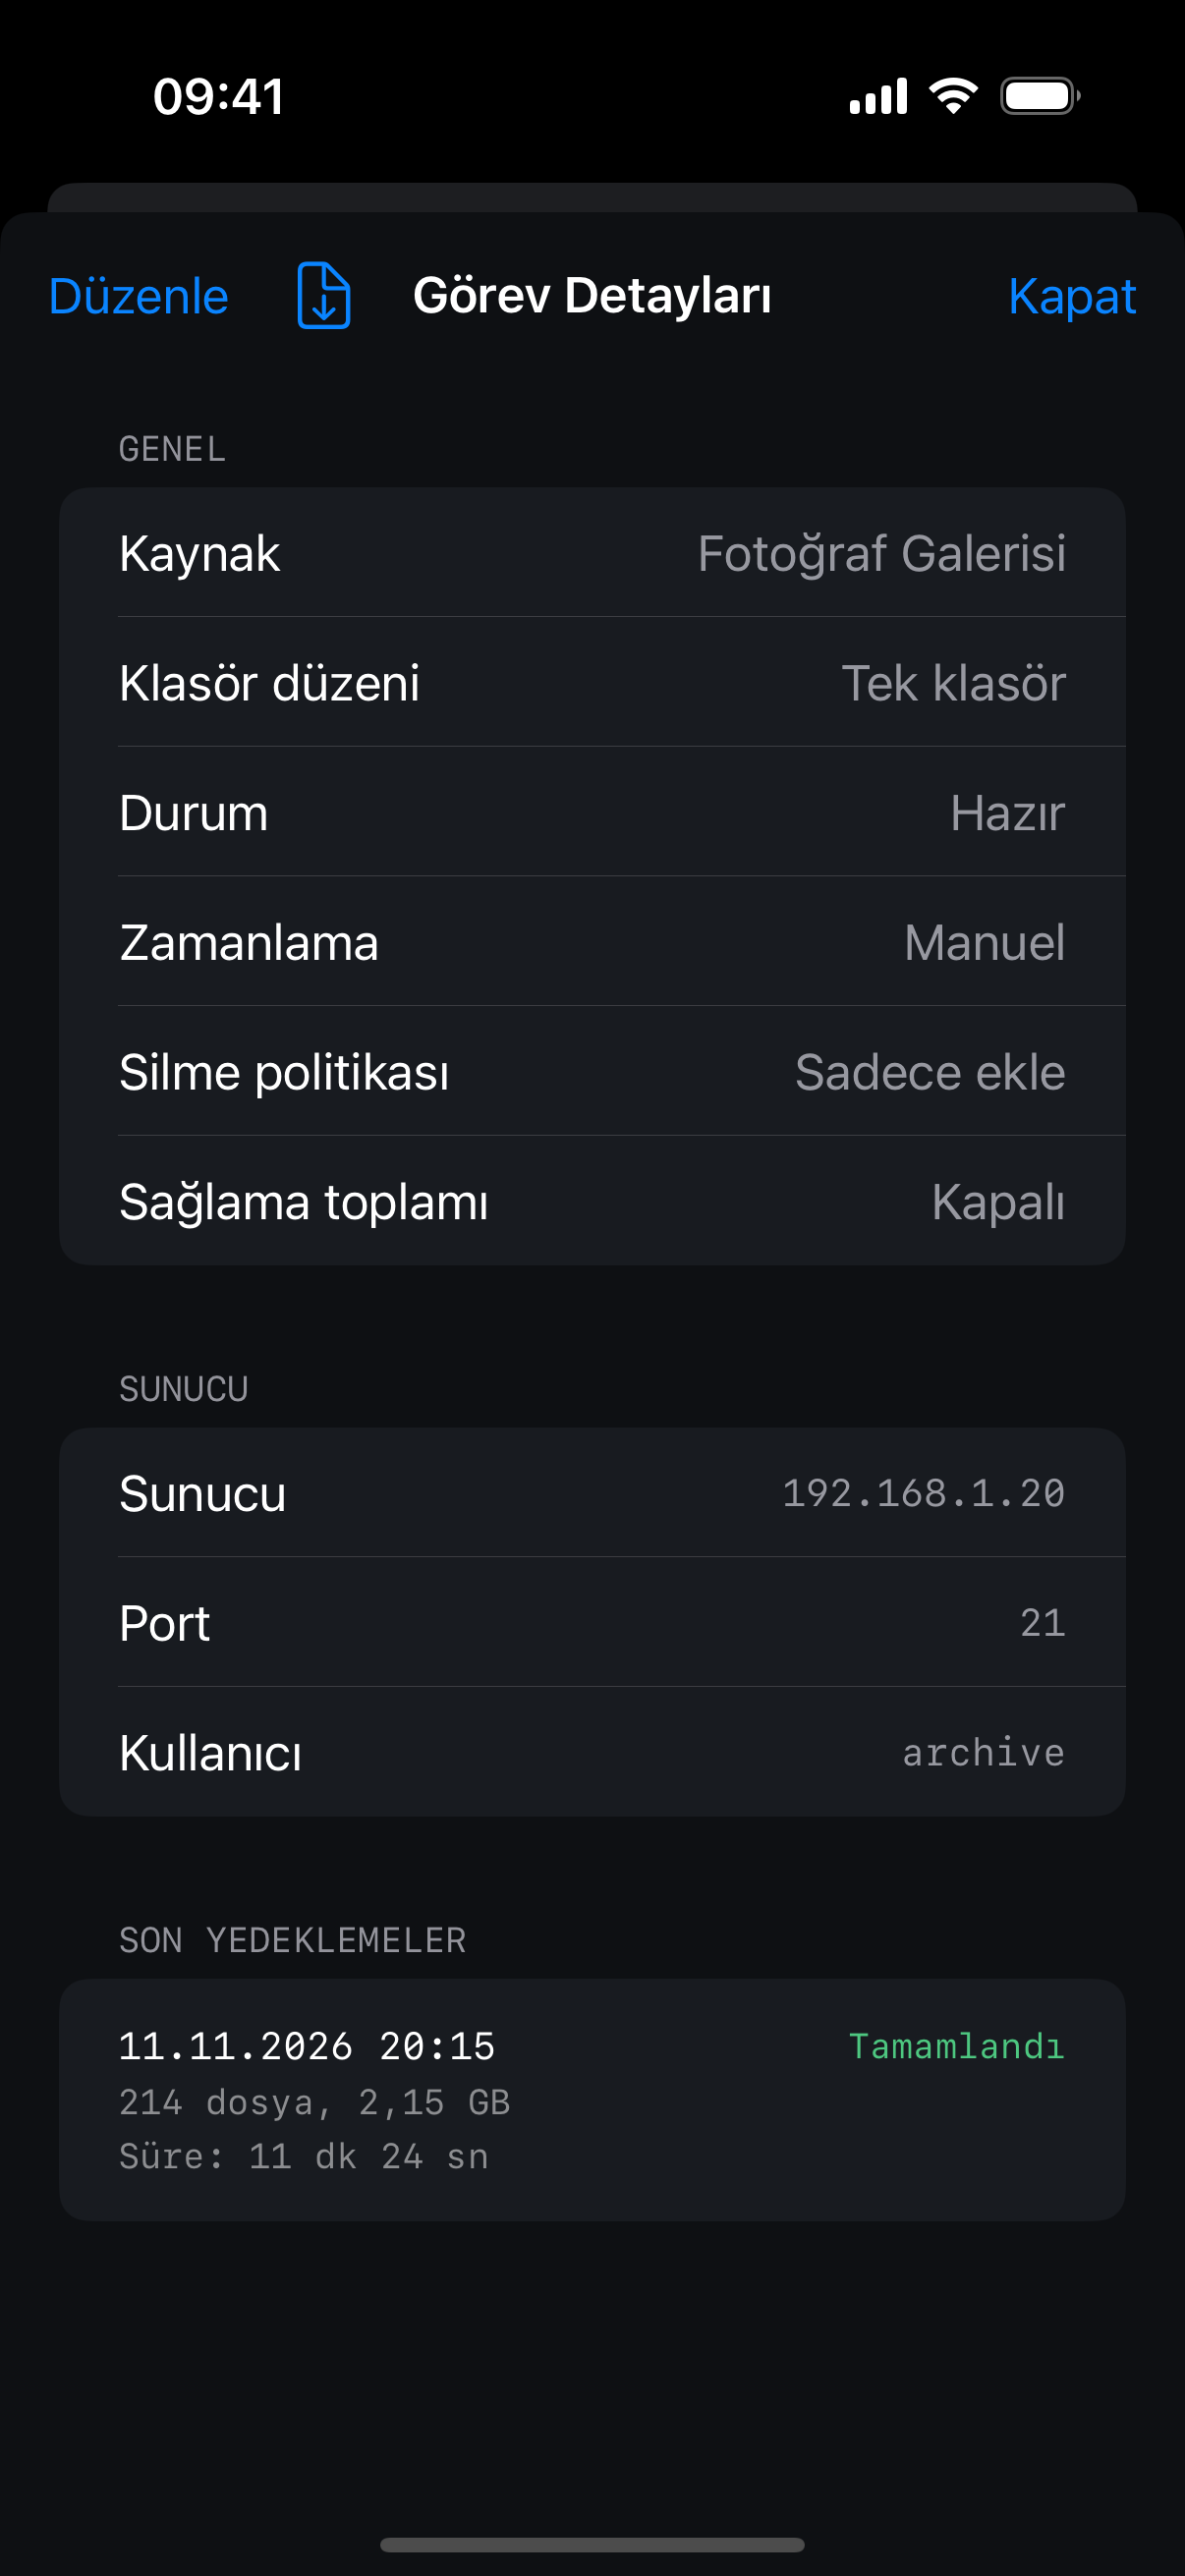 09:41
Düzenle
Görev Detayları
Kapat
GENEL
Kaynak Fotoğraf Galerisi
Klasör düzeni Tek klasör
Durum Hazır
Zamanlama Manuel
Silme politikası Sadece ekle
Sağlama toplamı Kapalı
SUNUCU
Sunucu 192.168.1.20
Port 21
Kullanıcı archive
SON YEDEKLEMELER
11.11.2026 20:15 Tamamlandı
214 dosya, 2,15 GB
Süre: 11 dk 24 sn